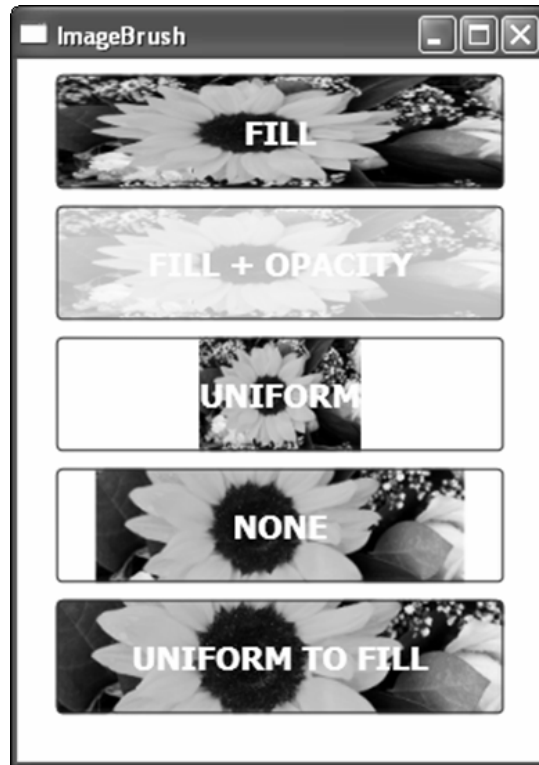 ImageBrush
FILL
FILL + OPACITY
UNIFORM
NONE
UNIFORM TO FILL